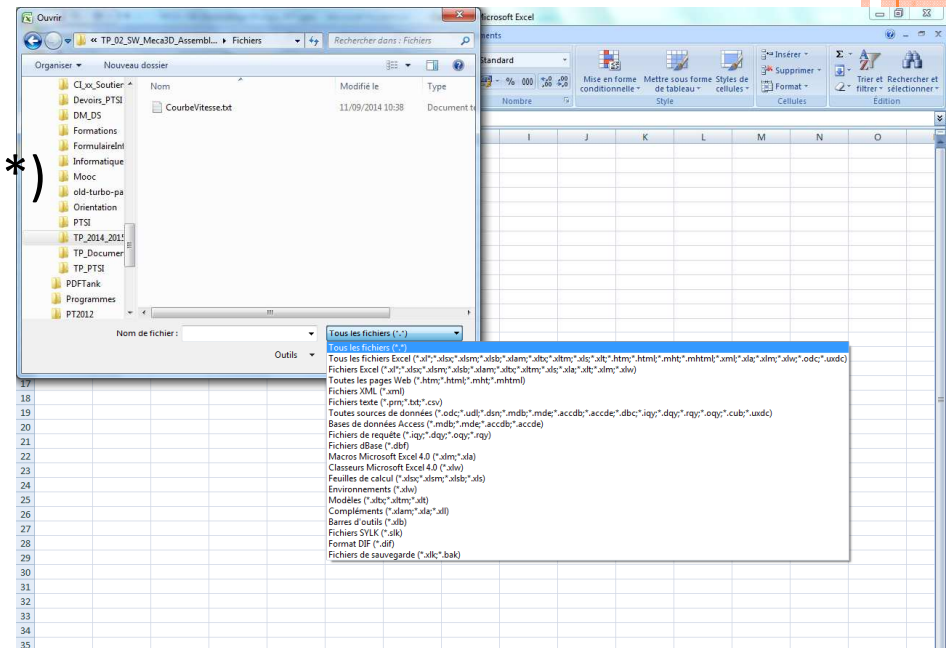 Ouvrir
Microsoft Excel
« TP_02_SW_Meca3D_Assembl... ▸ Fichiers
Rechercher dans : Fichiers
Organiser
Nouveau dossier
Nom
Modifié le
Type
CI_xx_Soutier
Devoirs_PTSI
DM_DS
Formations
FormulaireInf
Informatique
Mooc
old-turbo-pa
Orientation
PTSI
TP_2014_2015
TP_Documer
TP_PTSI
PDFTank
Programmes
PT2012
CourbeVitesse.txt
11/09/2014 10:38
Document te
*)
Nom de fichier :
Tous les fichiers (*.*)
Outils
Tous les fichiers (*.*)
Tous les fichiers Excel (*.xl*;*.xlsx;*.xlsm;*.xlsb;*.xlam;*.xltx;*.xltm;*.xls;*.xlt;*.htm;*.html;*.mht;*.mhtml;*.xml;*.xla;*.xlm;*.xlw;*.odc;*.uxdc)
Fichiers Excel (*.xl*;*.xlsx;*.xlsm;*.xlsb;*.xlam;*.xltx;*.xltm;*.xls;*.xla;*.xlt;*.xlm;*.xlw)
Toutes les pages Web (*.htm;*.html;*.mht;*.mhtml)
Fichiers XML (*.xml)
Fichiers texte (*.prn;*.txt;*.csv)
Toutes sources de données (*.odc;*.udl;*.dsn;*.mdb;*.mde;*.accdb;*.accde;*.dbc;*.iqy;*.dqy;*.rqy;*.oqy;*.cub;*.uxdc)
Bases de données Access (*.mdb;*.mde;*.accdb;*.accde)
Fichiers de requête (*.iqy;*.dqy;*.oqy;*.rqy)
Fichiers dBase (*.dbf)
Macros Microsoft Excel 4.0 (*.xlm;*.xla)
Classeurs Microsoft Excel 4.0 (*.xlw)
Feuilles de calcul (*.xlsx;*.xlsm;*.xlsb;*.xls)
Environnements (*.xlw)
Modèles (*.xltx;*.xltm;*.xlt)
Compléments (*.xlam;*.xla;*.xll)
Barres d'outils (*.xlb)
Fichiers SYLK (*.slk)
Format DIF (*.dif)
Fichiers de sauvegarde (*.xlk;*.bak)
ments
Standard
% 000
Nombre
Mise en forme conditionnelle
Mettre sous forme de tableau
Styles de cellules
Style
Insérer
Supprimer
Format
Cellules
Σ
Trier et filtrer
Rechercher et sélectionner
Édition
I J K L M N O
17
18
19
20
21
22
23
24
25
26
27
28
29
30
31
32
33
34
35